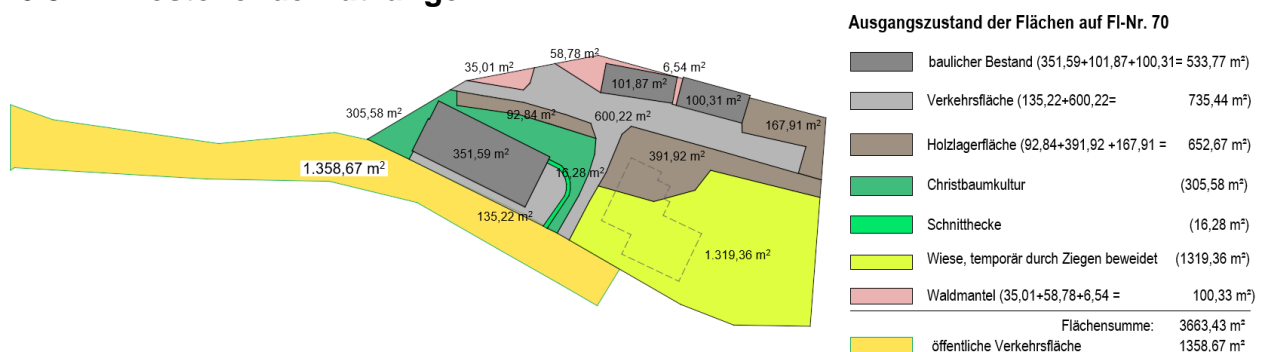 Ausgangszustand der Flächen auf Fl-Nr. 70
58,78 m²
35,01 m²
6,54 m²
101,87 m²
100,31 m²
305,58 m²
92,84 m²
600,22 m²
167,91 m²
351,59 m²
391,92 m²
1.358,67 m²
16,28 m²
135,22 m²
1.319,36 m²
baulicher Bestand (351,59+101,87+100,31= 533,77 m²)
Verkehrsfläche (135,22+600,22= 735,44 m²)
Holzlagerfläche (92,84+391,92 +167,91 = 652,67 m²)
Christbaumkultur (305,58 m²)
Schnitthecke (16,28 m²)
Wiese, temporär durch Ziegen beweidet (1319,36 m²)
Waldmantel (35,01+58,78+6,54 = 100,33 m²)
Flächensumme: 3663,43 m²
öffentliche Verkehrsfläche 1358,67 m²